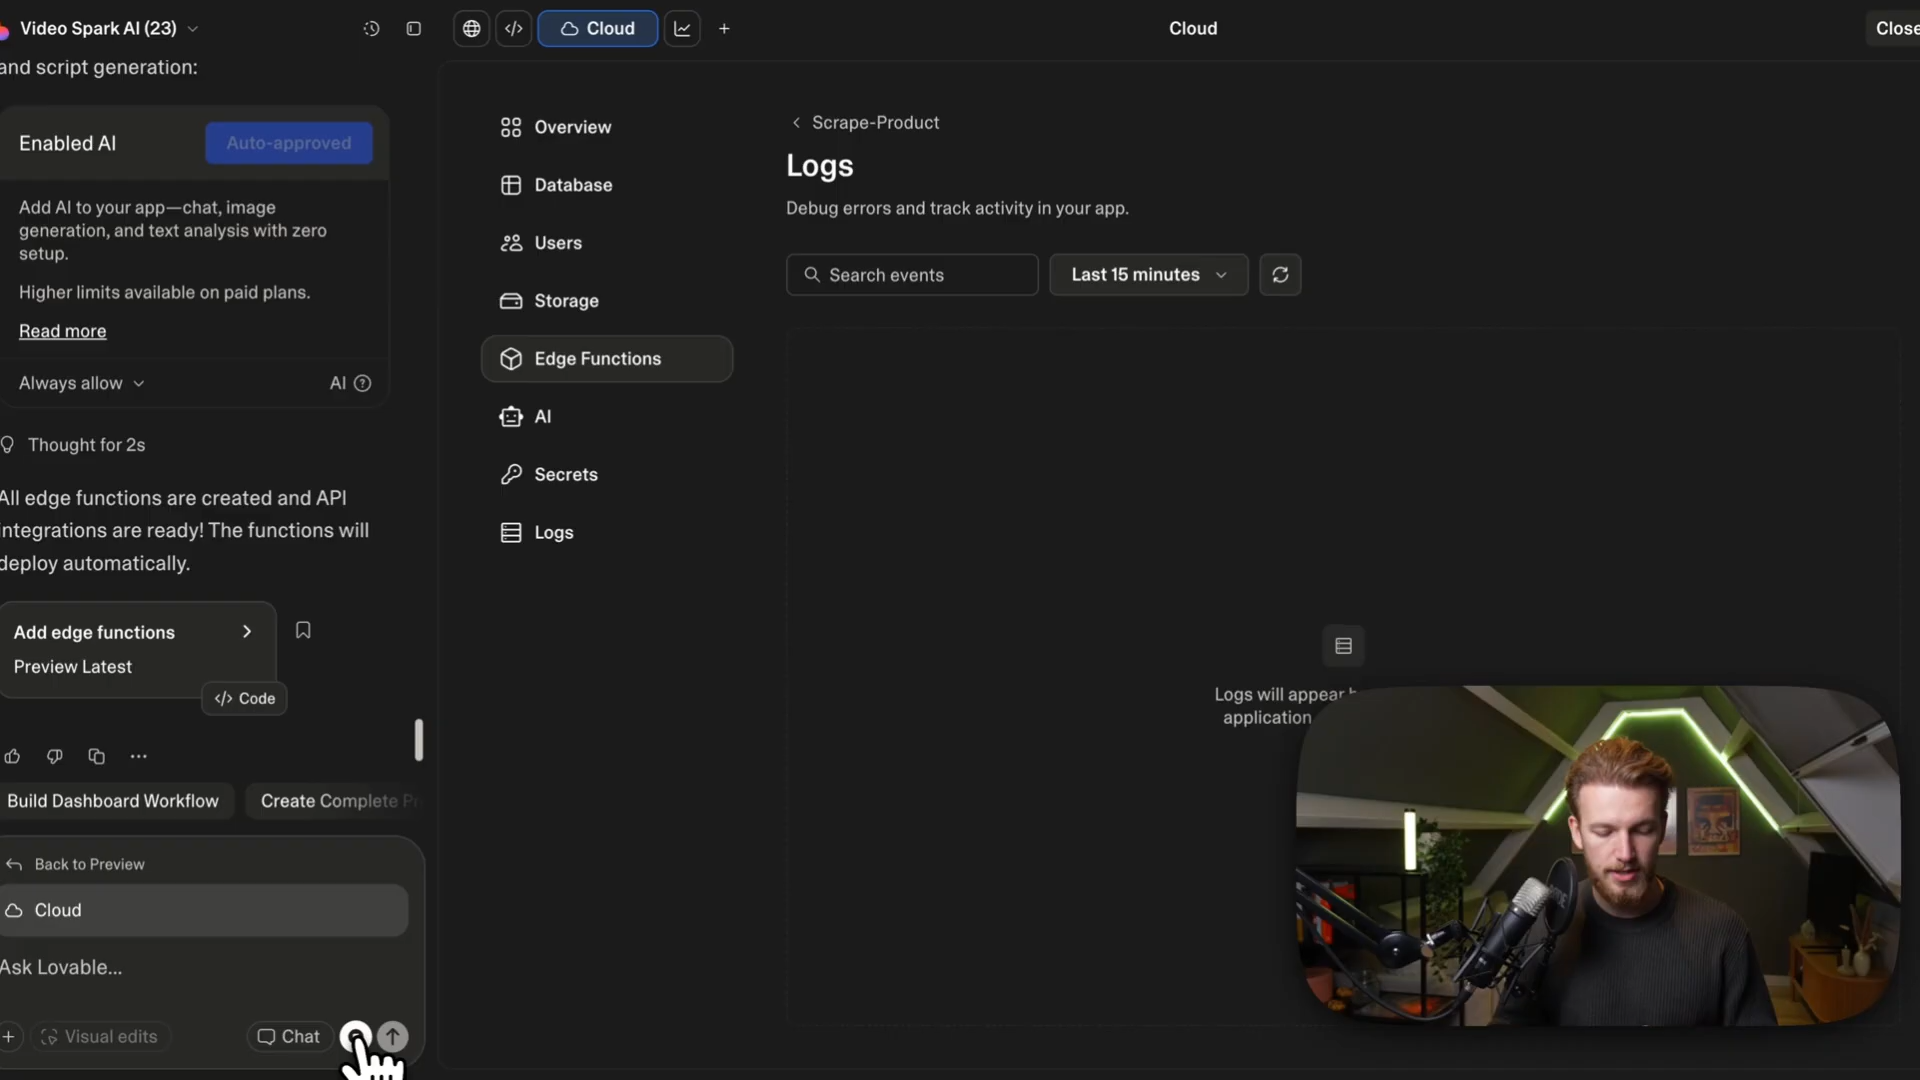 Video Spark AI (23)
Cloud
Cloud
Close
and script generation:
Enabled AI
Auto-approved
Add AI to your app—chat, image
generation, and text analysis with zero
setup.
Higher limits available on paid plans.
Read more
Always allow
AI
Thought for 2s
All edge functions are created and API
integrations are ready! The functions will
deploy automatically.
Add edge functions
Preview Latest
Code
Build Dashboard Workflow
Create Complete
Back to Preview
Cloud
Ask Lovable...
Visual edits
Chat
Overview
Database
Users
Storage
Edge Functions
AI
Secrets
Logs
Scrape-Product
Logs
Debug errors and track activity in your app.
Search events
Last 15 minutes
Logs will appear
application